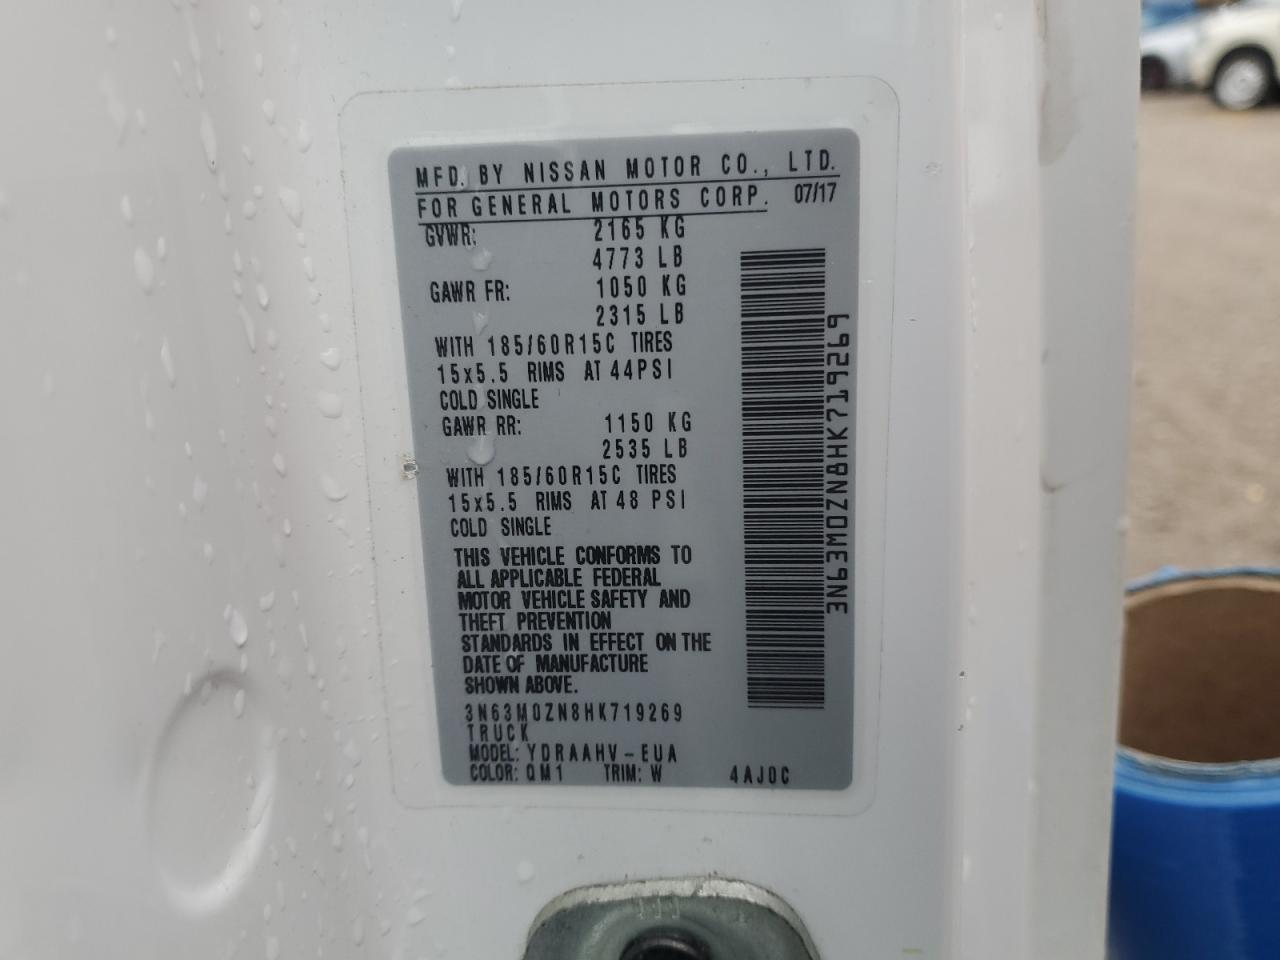 MFD. BY NISSAN MOTOR CO., LTD.
FOR GENERAL MOTORS CORP. 07/17
GVWR: 2165 KG
4773 LB
GAWR FR: 1050 KG
2315 LB
WITH 185/60R15C TIRES
15x5.5 RIMS AT 44PSI
COLD SINGLE
GAWR RR: 1150 KG
2535 LB
WITH 185/60R15C TIRES
15x5.5 RIMS AT 48 PSI
COLD SINGLE
THIS VEHICLE CONFORMS TO
ALL APPLICABLE FEDERAL
MOTOR VEHICLE SAFETY AND
THEFT PREVENTION
STANDARDS IN EFFECT ON THE
DATE OF MANUFACTURE
SHOWN ABOVE.
3N63M0ZN8HK719269
TRUCK
MODEL: YDRAAHV-EUA
COLOR: QM1 TRIM: W 4AJ0C
3N63M0ZN8HK719269